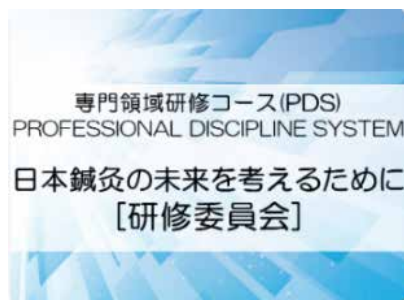 専門領域研修コース(PDS)
PROFESSIONAL DISCIPLINE SYSTEM
日本鍼灸の未来を考えるために
[研修委員会]